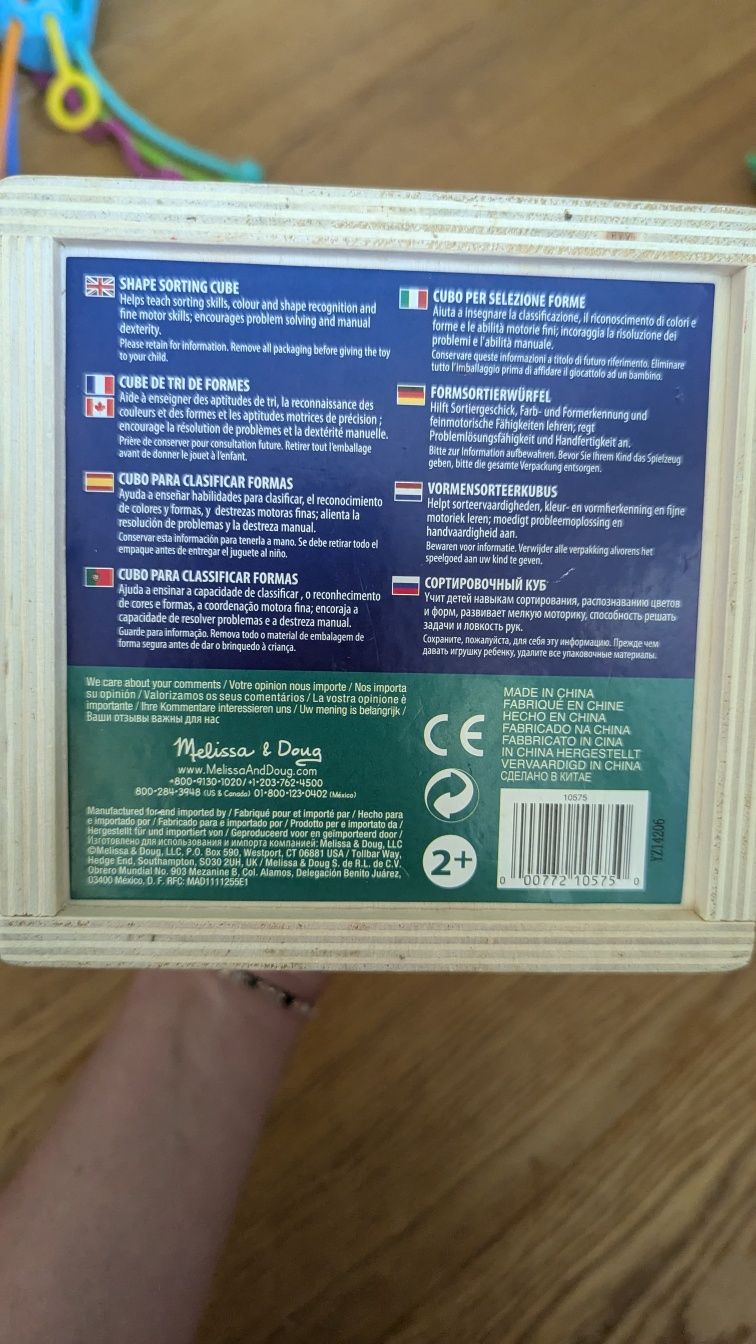 SHAPE SORTING CUBE
Helps teach sorting skills, colour and shape recognition and
fine motor skills; encourages problem solving and manual
dexterity.
Please retain for information. Remove all packaging before giving the toy
to your child.
CUBE DE TRI DE FORMES
Aide à enseigner des aptitudes de tri, la reconnaissance des
couleurs et des formes et les aptitudes motrices de précision ;
encourage la résolution de problèmes et la dextérité manuelle.
Prière de conserver pour consultation future. Retirer tout l'emballage
avant de donner le jouet à l'enfant.
CUBO PARA CLASIFICAR FORMAS
Ayuda a enseñar habilidades para clasificar, el reconocimiento
de colores y formas, y destrezas motoras finas; alienta la
resolución de problemas y la destreza manual.
Conservar esta información para tenerla a mano. Se debe retirar todo el
empaque antes de entregar el juguete al niño.
CUBO PARA CLASSIFICAR FORMAS
Ajuda a ensinar a capacidade de classificar , o reconhecimento
de cores e formas, a coordenação motora fina; encoraja a
capacidade de resolver problemas e a destreza manual.
Guarde para informação. Remova todo o material de embalagem de
forma segura antes de dar o brinquedo à criança.
CUBO PER SELEZIONE FORME
Aiuta a insegnare la classificazione, il riconoscimento di colori e
forme e le abilità motorie fini; incoraggia la risoluzione dei
problemi e l'abilità manuale.
Conservare queste informazioni a titolo di futuro riferimento. Eliminare
tutto l'imballaggio prima di affidare il giocattolo ad un bambino.
FORMSORTIERWÜRFEL
Hilft Sortiergeschick, Farb- und Formerkennung und
feinmotorische Fähigkeiten lehren; regt
Problemlösungsfähigkeit und Handfertigkeit an.
Bitte zur Information aufbewahren. Bevor Sie Ihrem Kind das Spielzeug
geben, bitte die gesamte Verpackung entsorgen.
VORMENSORTEERKUBUS
Helpt sorteervaardigheden, kleur- en vormherkenning en fijne
motoriek leren; moedigt probleemoplossing en
handvaardigheid aan.
Bewaren voor informatie. Verwijder alle verpakking alvorens het
speelgoed aan uw kind te geven.
СОРТИРОВОЧНЫЙ КУБ
Учит детей навыкам сортирования, распознаванию цветов
и форм, развивает мелкую моторику, способность решать
задачи и ловкость рук.
Сохраните, пожалуйста, для себя эту информацию. Прежде чем
давать игрушку ребенку, удалите все упаковочные материалы.
We care about your comments / Votre opinion nous importe / Nos importa
su opinión / Valorizamos os seus comentários / La vostra opinione è
importante / Ihre Kommentare interessieren uns / Uw mening is belangrijk /
Ваши отзывы важны для нас
Melissa & Doug
www.MelissaAndDoug.com
+800-9130-1020/+1-203-762-4500
800-284-3948 (US & Canada) 01-800-123-0402 (México)
Manufactured for and imported by / Fabriqué pour et importé par / Hecho para
e importado por / Fabricado para e importado por / Prodotto per e importato da /
Hergestellt für und importiert von / Geproduceerd voor en geïmporteerd door /
Изготовлено для использования и импорта компанией: Melissa & Doug, LLC
©Melissa & Doug, LLC, P.O. Box 590, Westport, CT 06881 USA / Tollbar Way,
Hedge End, Southampton, SO30 2UH, UK / Melissa & Doug S. de R.L. de C.V.
Obrero Mundial No. 903 Mezanine B, Col. Alamos, Delegación Benito Juárez,
03400 México, D. F. RFC: MAD1111255E1
CE
2+
MADE IN CHINA
FABRIQUÉ EN CHINE
HECHO EN CHINA
FABRICADO NA CHINA
FABBRICATO IN CINA
IN CHINA HERGESTELLT
VERVAARDIGD IN CHINA
СДЕЛАНО В КИТАЕ
10575
0 00772 10575 0
YZ14206